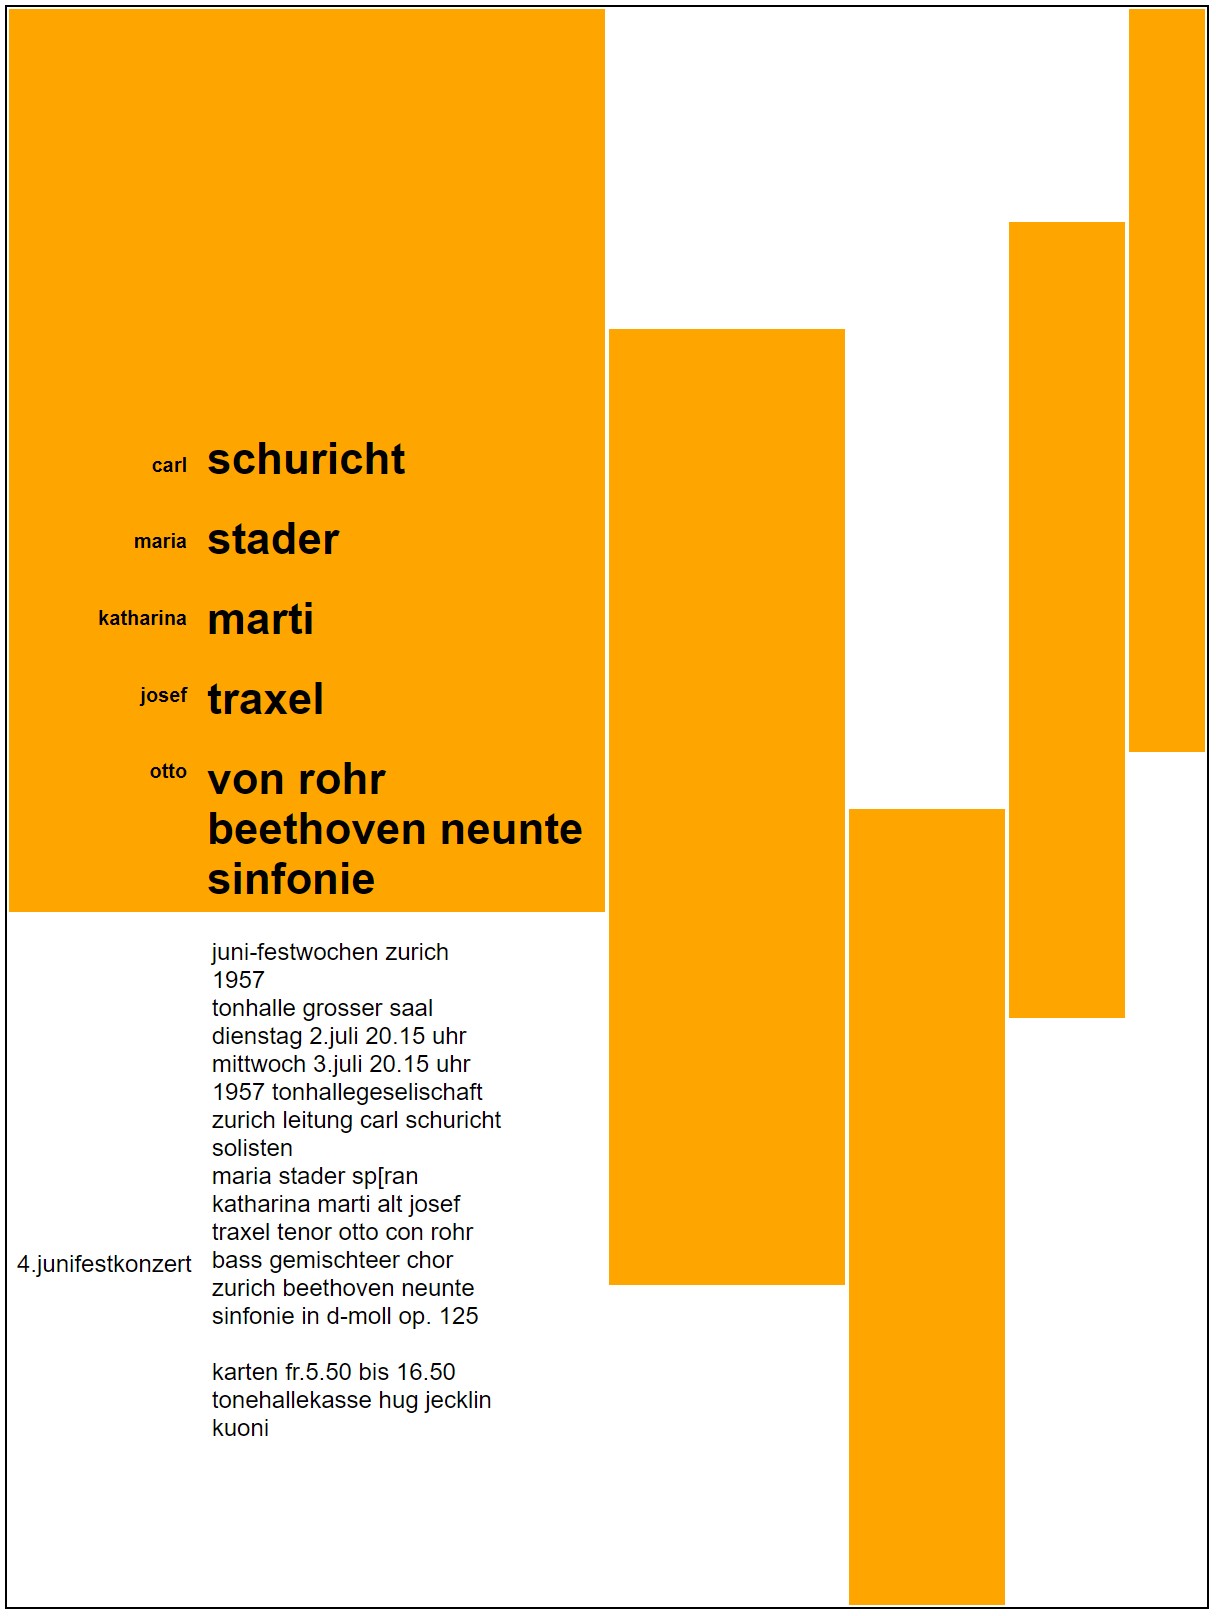 carl schuricht
maria stader
katharina marti
josef traxel
otto von rohr
beethoven neunte
sinfonie
juni-festwochen zurich
1957
tonhalle grosser saal
dienstag 2.juli 20.15 uhr
mittwoch 3.juli 20.15 uhr
1957 tonhallegeselischaft
zurich leitung carl schuricht
solisten
maria stader sp[ran
katharina marti alt josef
traxel tenor otto con rohr
4.junifestkonzert bass gemischteer chor
zurich beethoven neunte
sinfonie in d-moll op. 125
karten fr.5.50 bis 16.50
tonehallekasse hug jecklin
kuoni